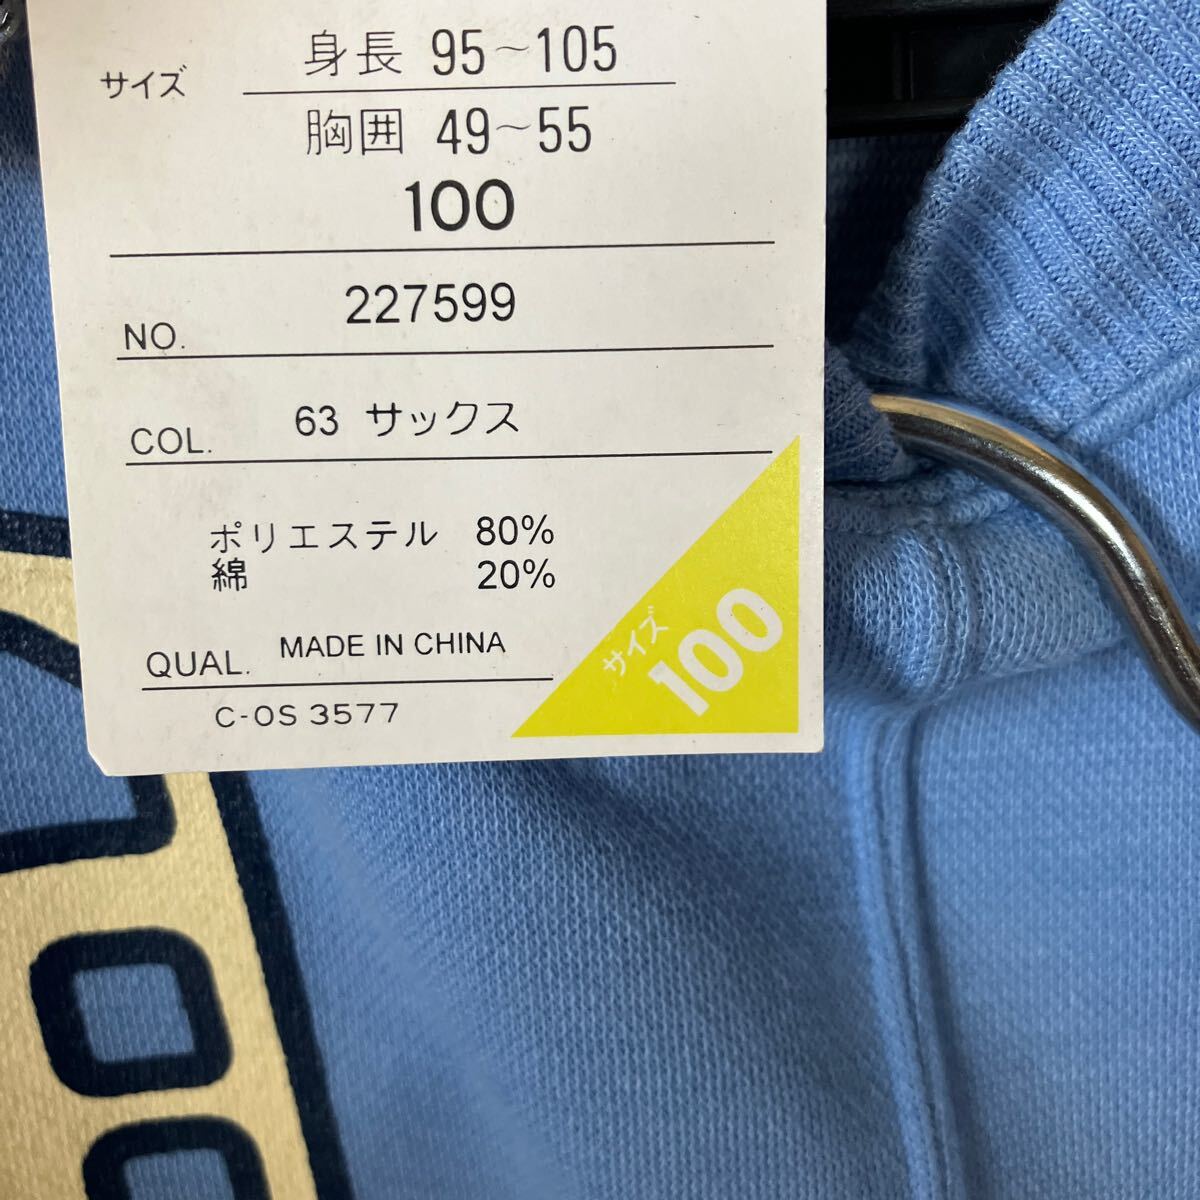 サイズ
身長 95~105
胸囲 49~55
100
NO. 227599
COL. 63 サックス
ポリエステル 80%
綿 20%
QUAL. MADE IN CHINA
C-OS 3577
サイズ
100